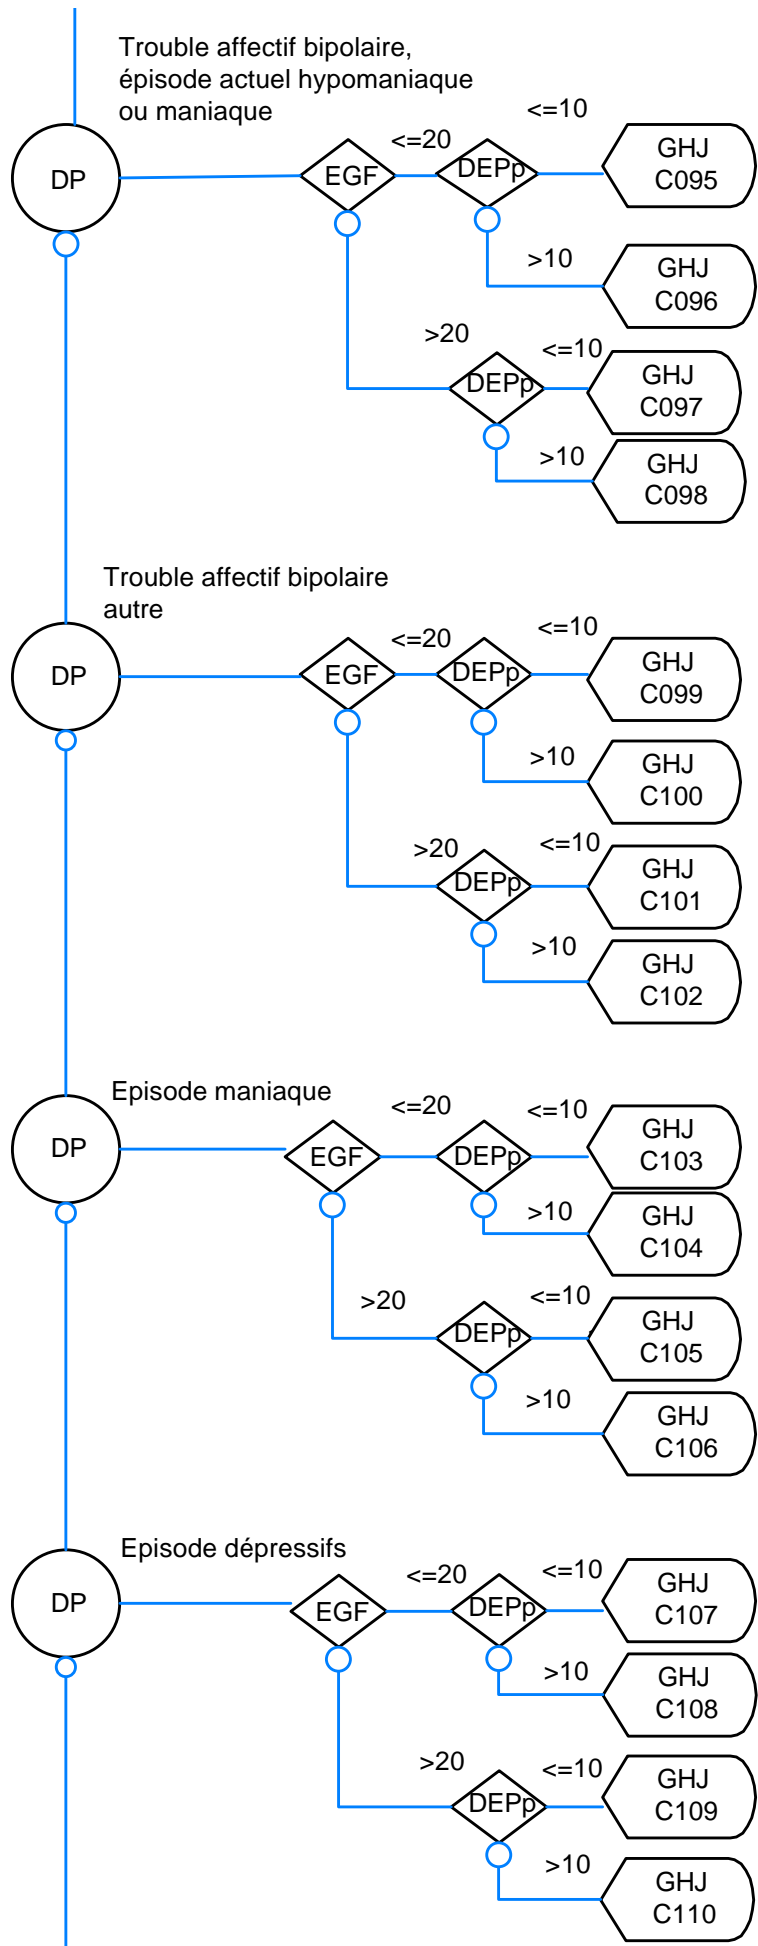 Trouble affectif bipolaire,
épisode actuel hypomaniaque
ou maniaque
DP
EGF
<=20
DEPp
<=10
GHJ
C095
>10
GHJ
C096
>20
DEPp
<=10
GHJ
C097
>10
GHJ
C098
Trouble affectif bipolaire
autre
DP
EGF
<=20
DEPp
<=10
GHJ
C099
>10
GHJ
C100
>20
DEPp
<=10
GHJ
C101
>10
GHJ
C102
Episode maniaque
DP
EGF
<=20
DEPp
<=10
GHJ
C103
>10
GHJ
C104
>20
DEPp
<=10
GHJ
C105
>10
GHJ
C106
Episode dépressifs
DP
EGF
<=20
DEPp
<=10
GHJ
C107
>10
GHJ
C108
>20
DEPp
<=10
GHJ
C109
>10
GHJ
C110